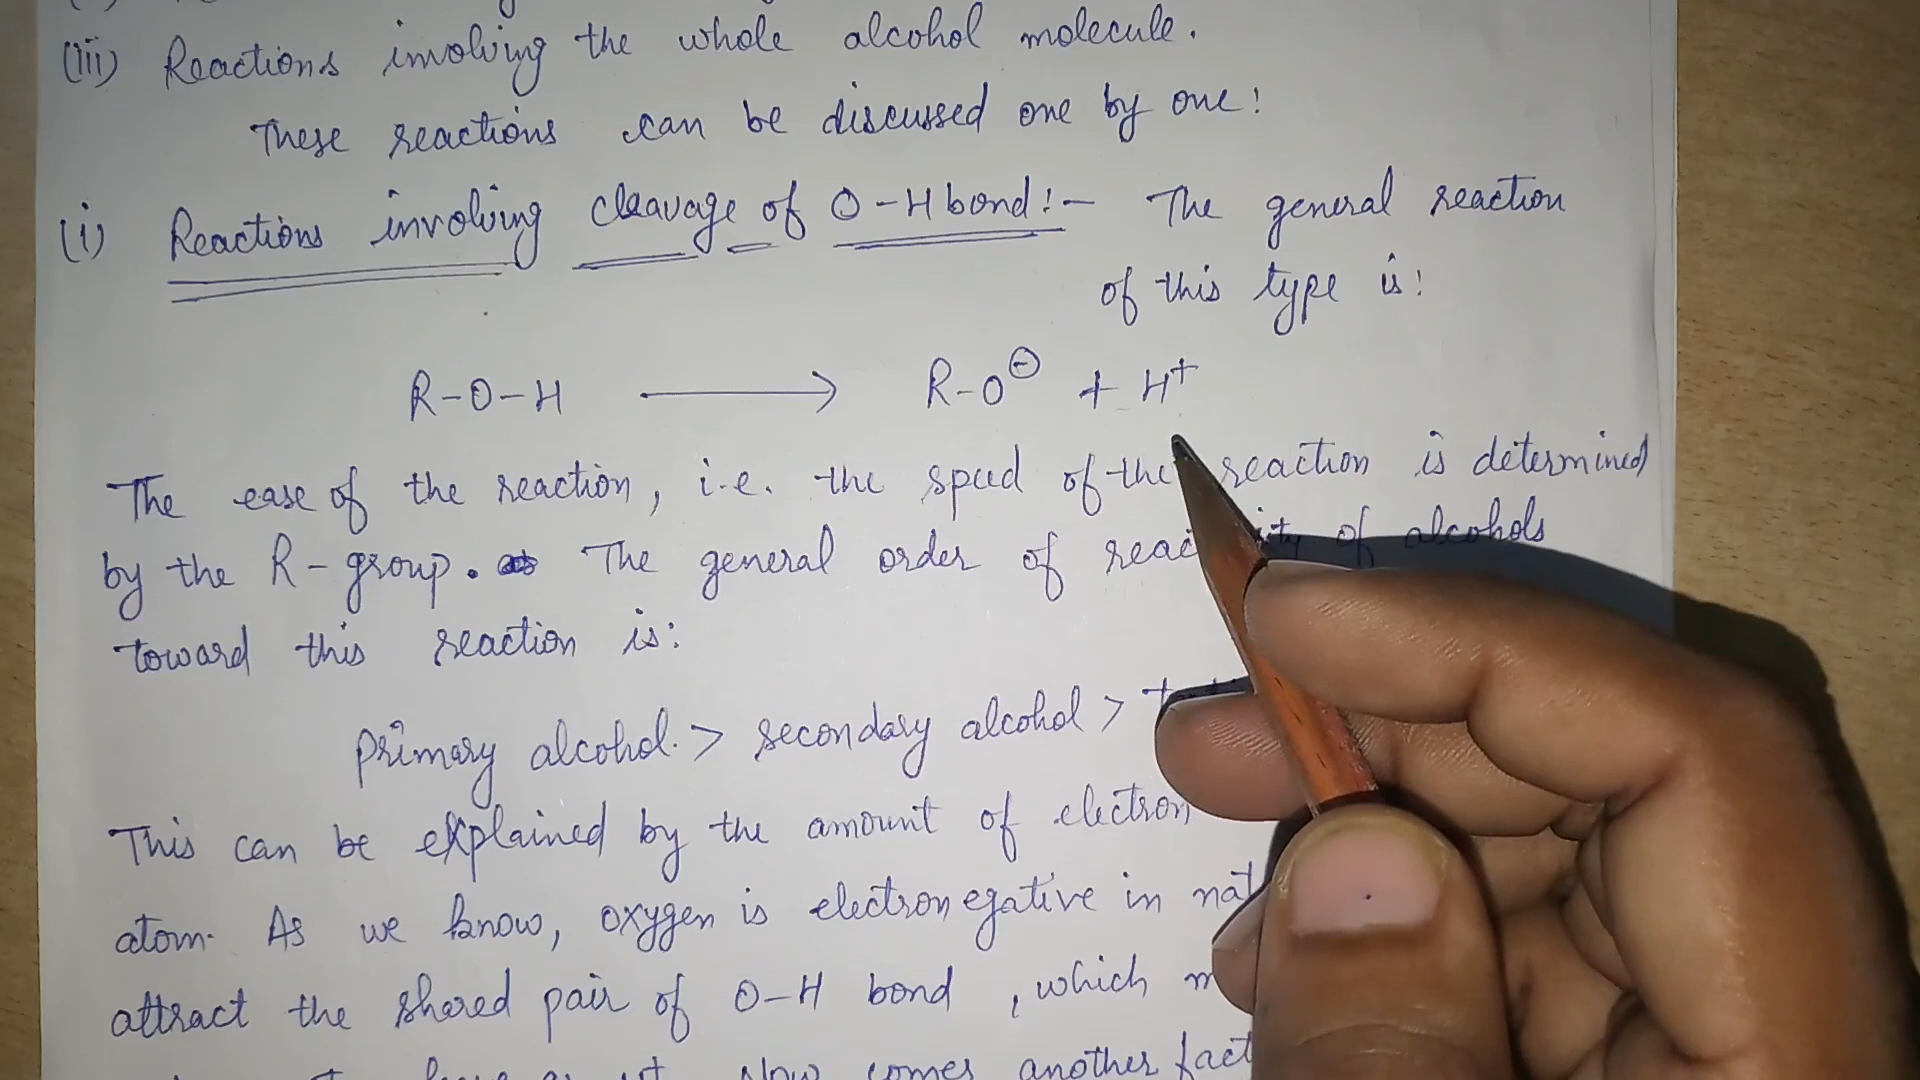 (iii) Reactions involving the whole alcohol molecule.
These reactions can be discussed one by one:
(i) Reactions involving cleavage of O-H bond:- The general reaction
of this type is:
R-O-H → R-O⊖ + H⁺
The ease of the reaction, i.e. the speed of the reaction is determined
by the R-group. The general order of reactivity of alcohols
toward this reaction is:
primary alcohol. > secondary alcohol >
This can be explained by the amount of electron
atom. As we know, oxygen is electronegative in
attract the shared pair of O-H bond, which
Now comes another